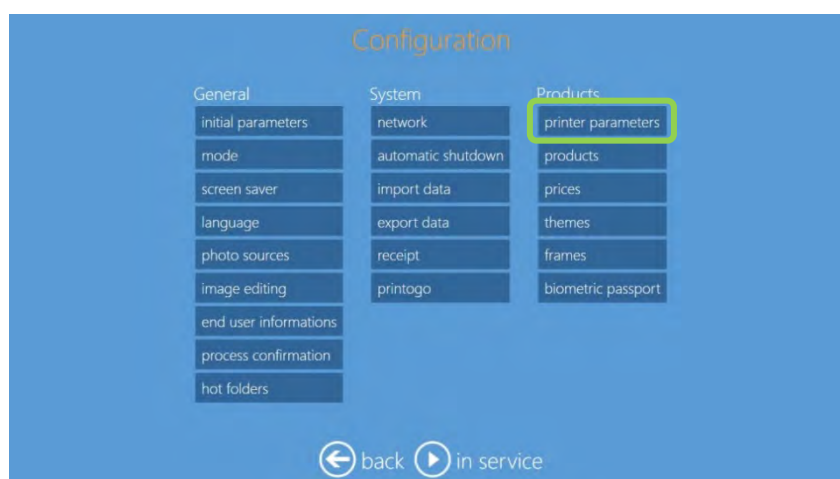 Configuration
General
initial parameters
mode
screen saver
language
photo sources
image editing
end user informations
process confirmation
hot folders
System
network
automatic shutdown
import data
export data
receipt
printogo
Products
printer parameters
products
prices
themes
frames
biometric passport
back in service